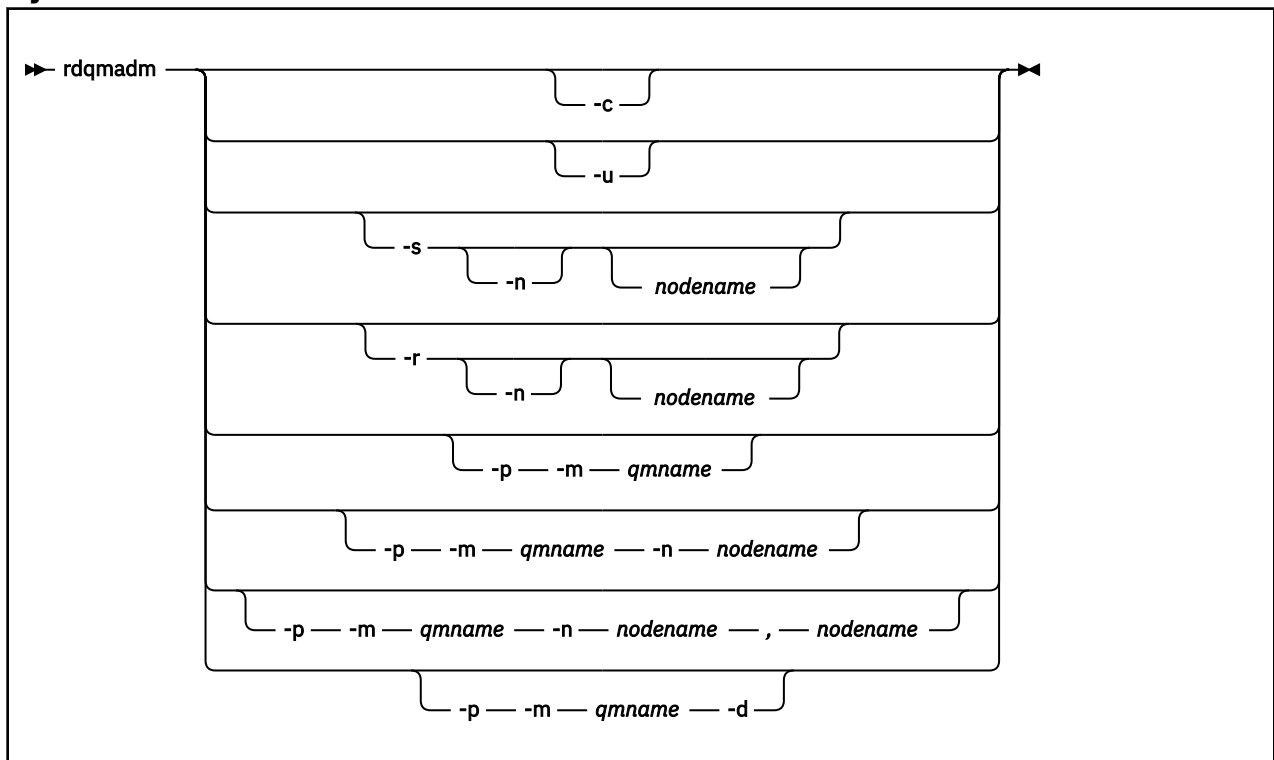 rdqmadm
-c
-u
-s
-n nodename
-r
-n nodename
-p -m qmname
-p -m qmname -n nodename
-p -m qmname -n nodename , nodename
-p -m qmname -d